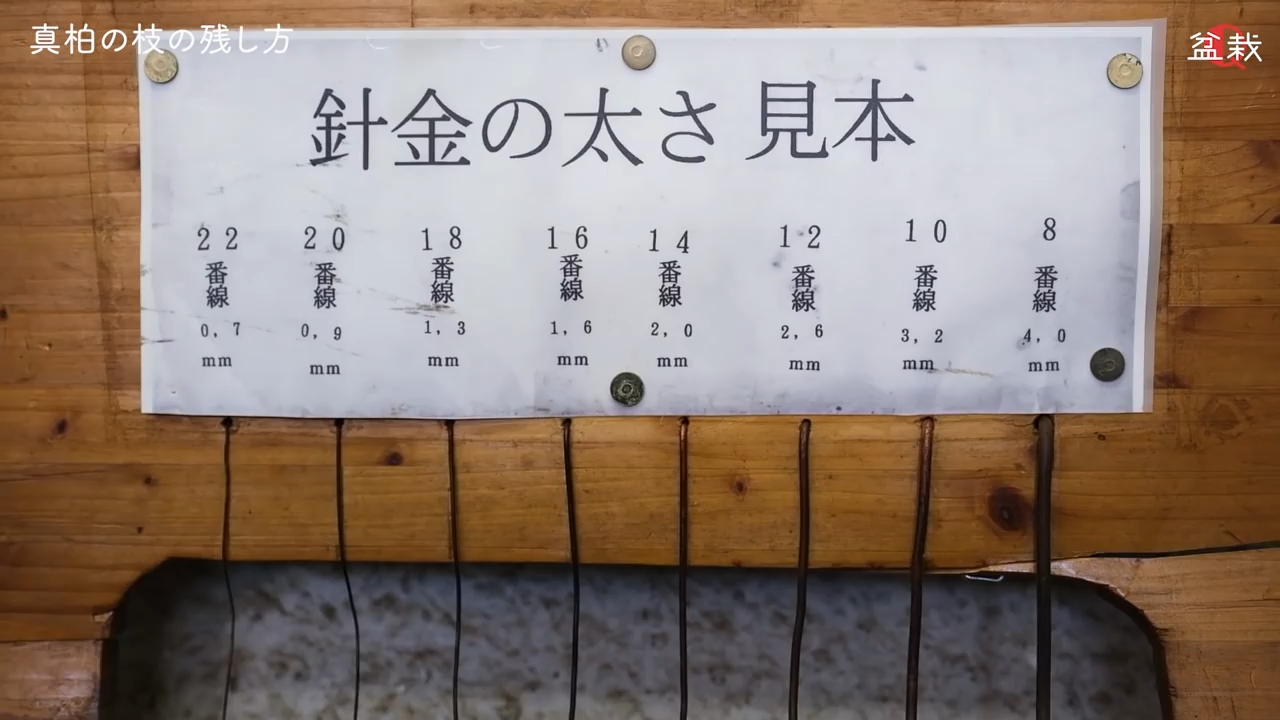 真柏の枝の残し方
盆栽Q
針金の太さ 見本
22 20 18 16 14 12 10 8
番線 番線 番線 番線 番線 番線 番線 番線
0,7 0,9 1,3 1,6 2,0 2,6 3,2 4,0
mm mm mm mm mm mm mm mm